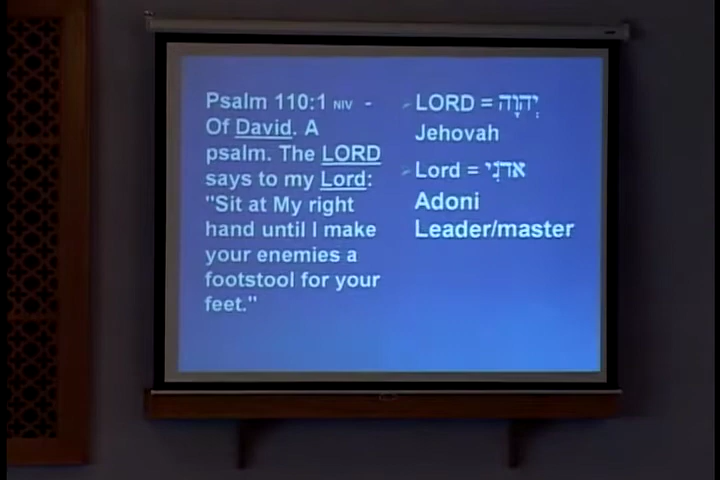 Psalm 110:1 NIV -
Of David. A
psalm. The LORD
says to my Lord:
"Sit at My right
hand until I make
your enemies a
footstool for your
feet."
LORD = יְהוָה
Jehovah
Lord = אדֹנִי
Adoni
Leader/master